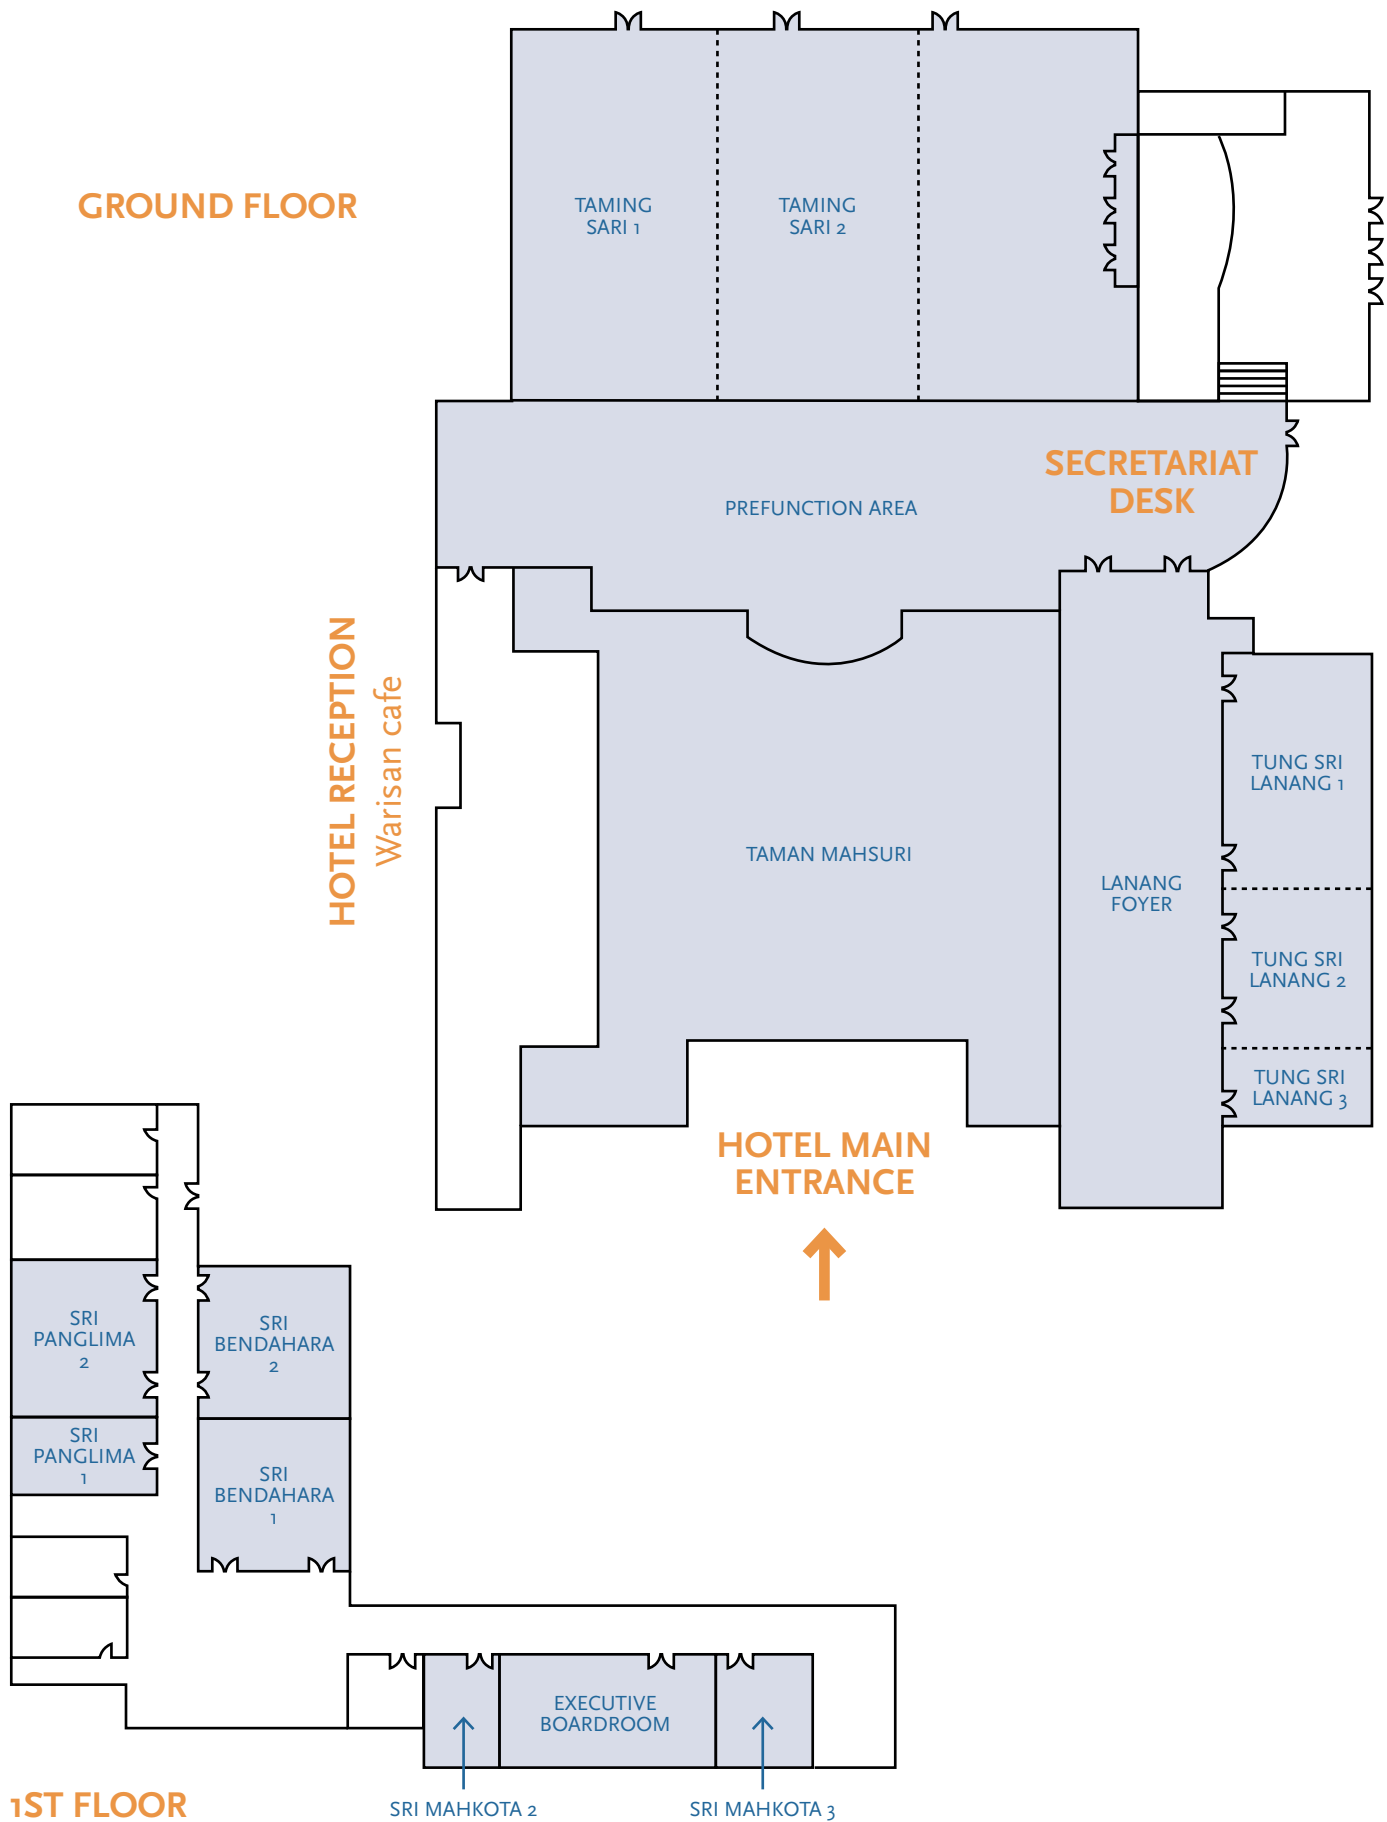 GROUND FLOOR
TAMING
SARI 1
TAMING
SARI 2
SECRETARIAT
DESK
PREFUNCTION AREA
HOTEL RECEPTION
Warisan cafe
TAMAN MAHSURI
LANANG
FOYER
TUNG SRI
LANANG 1
TUNG SRI
LANANG 2
TUNG SRI
LANANG 3
HOTEL MAIN
ENTRANCE
SRI
PANGLIMA
2
SRI
BENDAHARA
2
SRI
PANGLIMA
1
SRI
BENDAHARA
1
EXECUTIVE
BOARDROOM
1ST FLOOR
SRI MAHKOTA 2
SRI MAHKOTA 3